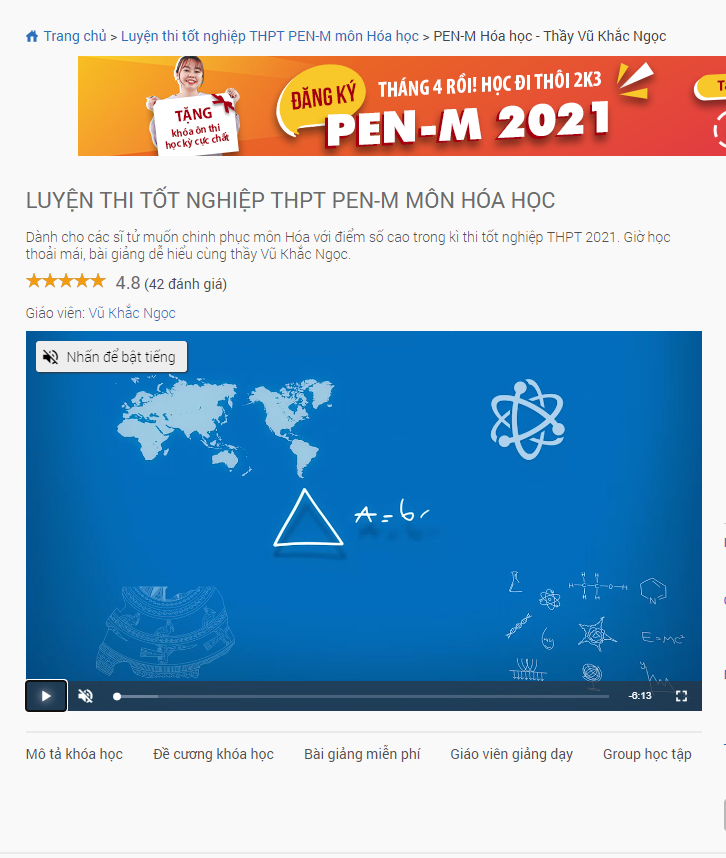 Trang chủ > Luyện thi tốt nghiệp THPT PEN-M môn Hóa học > PEN-M Hóa học - Thầy Vũ Khắc Ngọc
TẶNG
khóa ôn thi
học kỳ cực chất
ĐĂNG KÝ
THÁNG 4 RỒI! HỌC ĐI THÔI 2K3
PEN-M 2021
LUYỆN THI TỐT NGHIỆP THPT PEN-M MÔN HÓA HỌC
Dành cho các sĩ tử muốn chinh phục môn Hóa với điểm số cao trong kì thi tốt nghiệp THPT 2021. Giờ học
thoải mái, bài giảng dễ hiểu cùng thầy Vũ Khắc Ngọc.
4.8 (42 đánh giá)
Giáo viên: Vũ Khắc Ngọc
Nhấn để bật tiếng
A = b
E=MC²
-6:13
Mô tả khóa học Đề cương khóa học Bài giảng miễn phí Giáo viên giảng dạy Group học tập